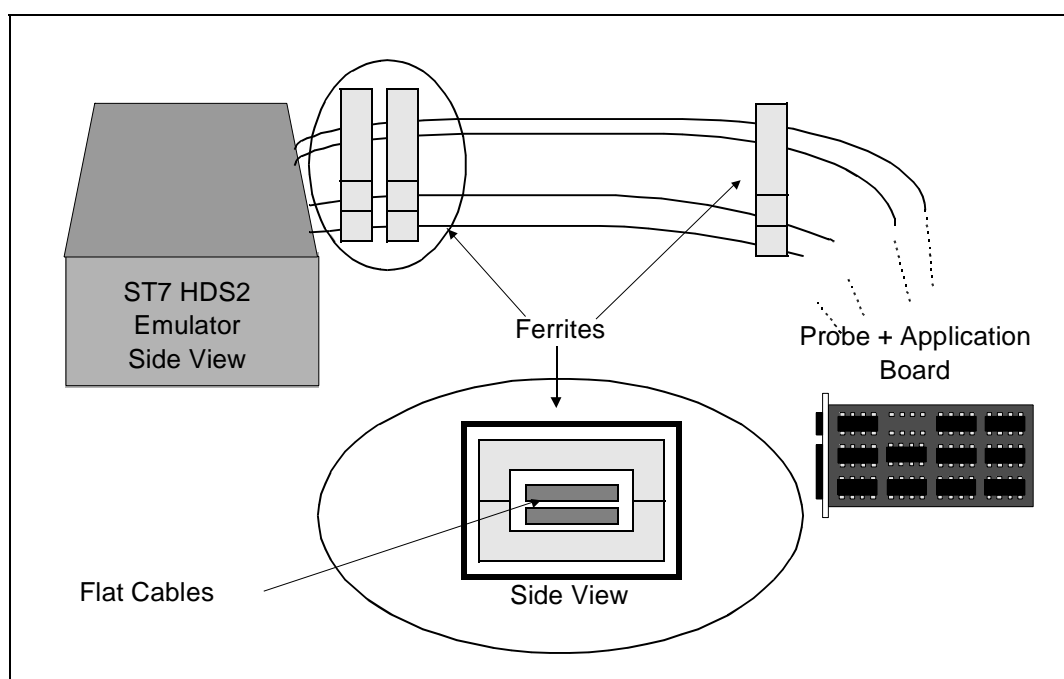 ST7 HDS2
Emulator
Side View
Ferrites
Probe + Application
Board
Flat Cables
Side View